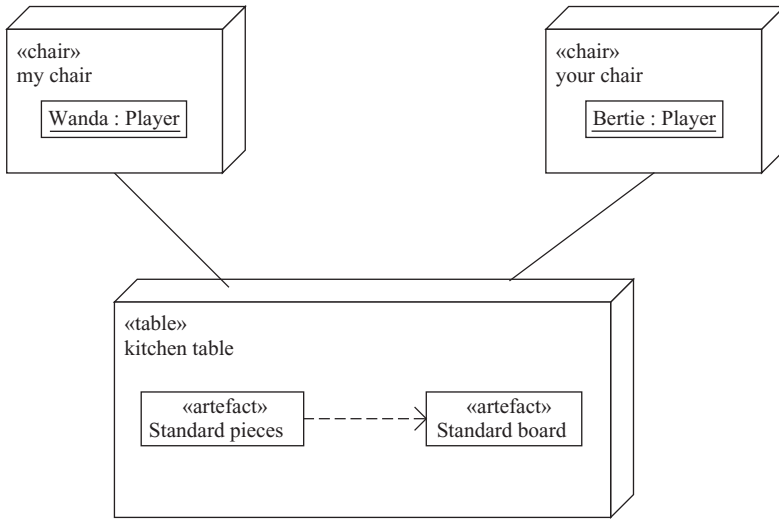 «chair»
my chair
Wanda : Player
«chair»
your chair
Bertie : Player
«table»
kitchen table
«artefact»
Standard pieces
«artefact»
Standard board